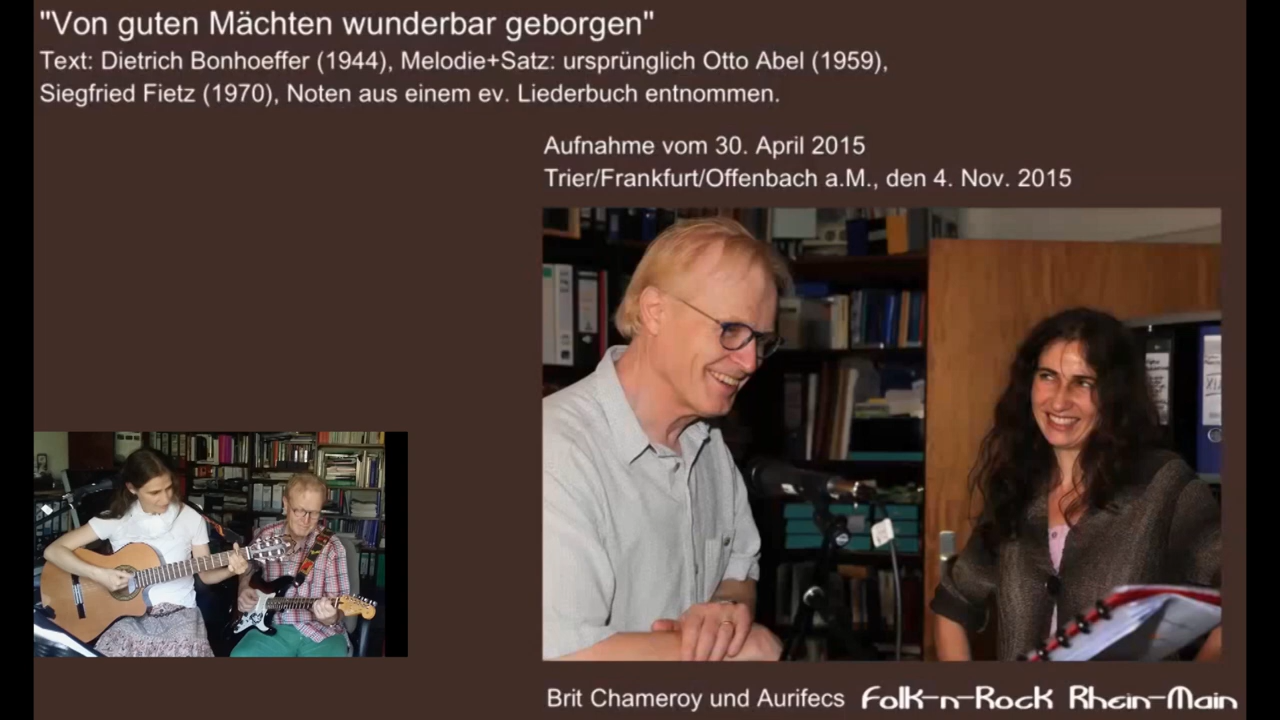 "Von guten Mächten wunderbar geborgen"
Text: Dietrich Bonhoeffer (1944), Melodie+Satz: ursprünglich Otto Abel (1959),
Siegfried Fietz (1970), Noten aus einem ev. Liederbuch entnommen.
Aufnahme vom 30. April 2015
Trier/Frankfurt/Offenbach a.M., den 4. Nov. 2015
Brit Chameroy und Aurifecs Folk-n-Rock Rhein-Main